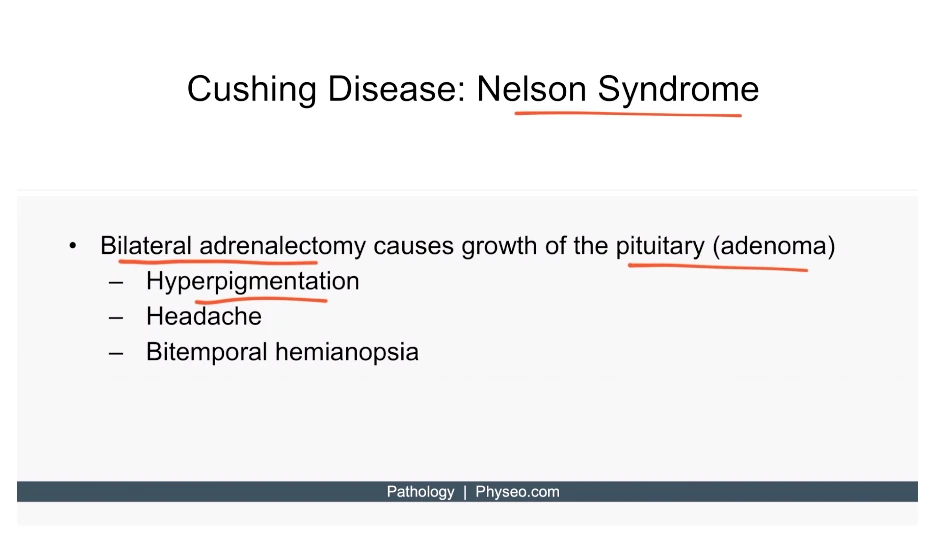 Cushing Disease: Nelson Syndrome
• Bilateral adrenalectomy causes growth of the pituitary (adenoma)
– Hyperpigmentation
– Headache
– Bitemporal hemianopsia
Pathology | Physeo.com